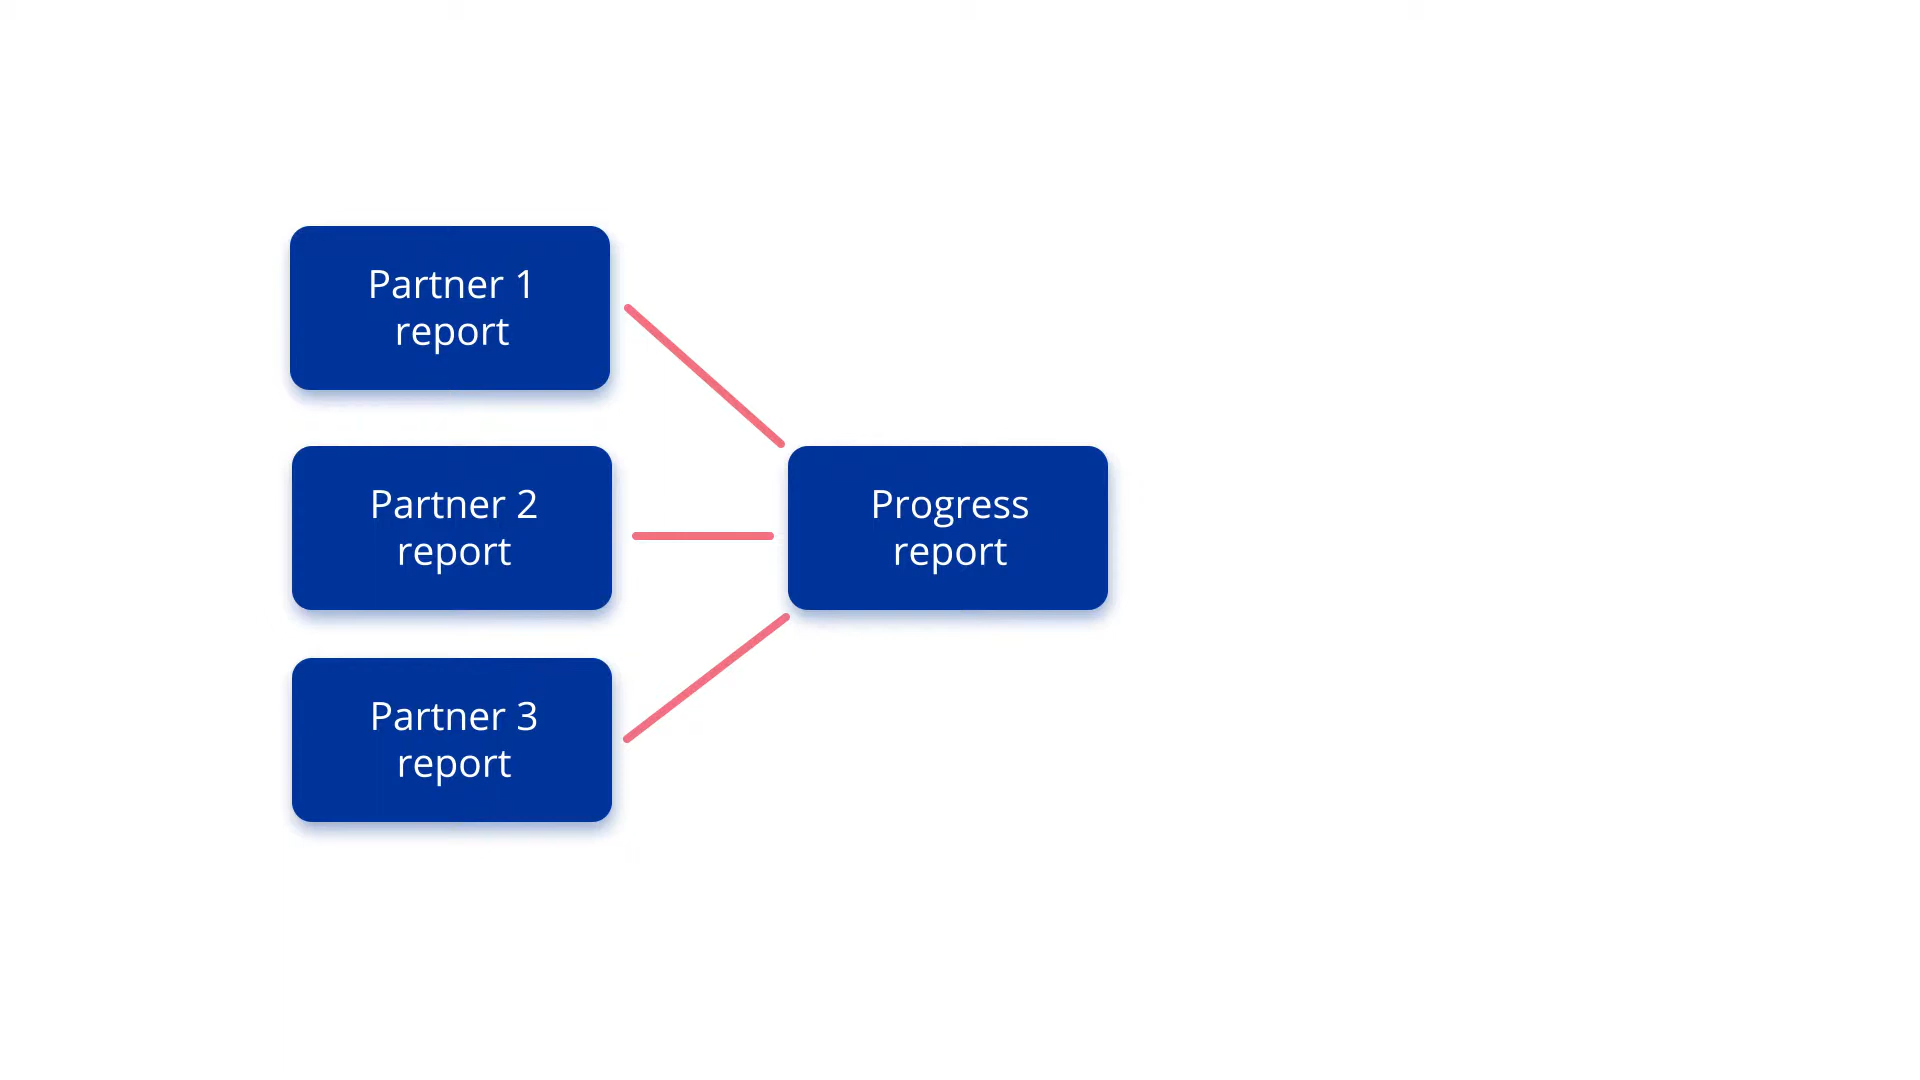 Partner 1
report
Partner 2
report
Progress
report
Partner 3
report